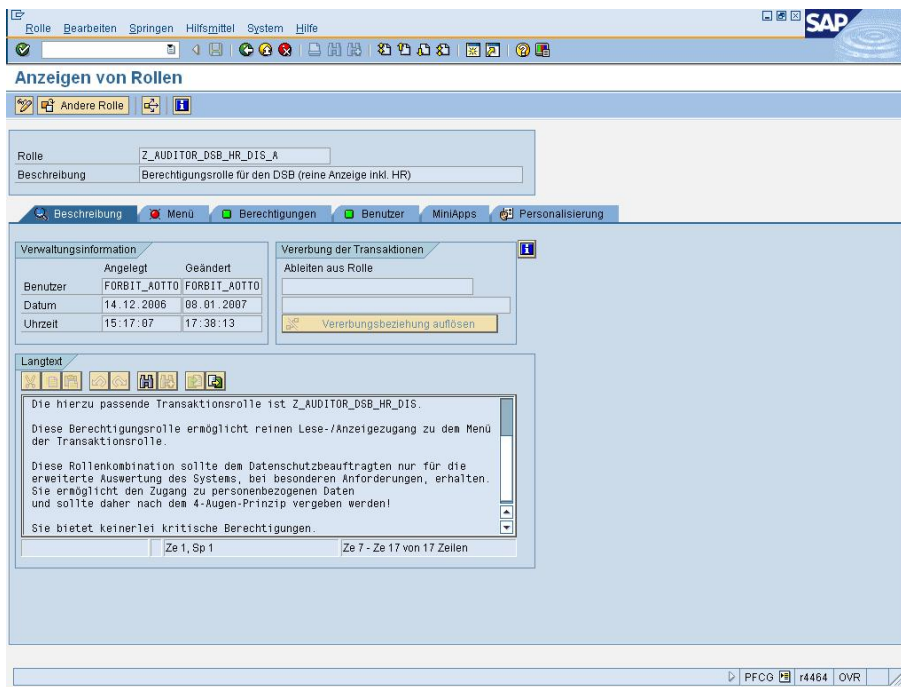 Rolle Bearbeiten Springen Hilfsmittel System Hilfe
SAP
Anzeigen von Rollen
Andere Rolle
Rolle Z_AUDITOR_DSB_HR_DIS_A
Beschreibung Berechtigungsrolle für den DSB (reine Anzeige inkl. HR)
Beschreibung Menü Berechtigungen Benutzer MiniApps Personalisierung
Verwaltungsinformation Vererbung der Transaktionen
Angelegt Geändert Ableiten aus Rolle
Benutzer FORBIT_AOTTO FORBIT_AOTTO
Datum 14.12.2006 08.01.2007
Uhrzeit 15:17:07 17:38:13 Vererbungsbeziehung auflösen
Langtext
Die hierzu passende Transaktionsrolle ist Z_AUDITOR_DSB_HR_DIS.
Diese Berechtigungsrolle ermöglicht reinen Lese-/Anzeigezugang zu dem Menü
der Transaktionsrolle.
Diese Rollenkombination sollte dem Datenschutzbeauftragten nur für die
erweiterte Auswertung des Systems, bei besonderen Anforderungen, erhalten.
Sie ermöglicht den Zugang zu personenbezogenen Daten
und sollte daher nach dem 4-Augen-Prinzip vergeben werden!
Sie bietet keinerlei kritische Berechtigungen.
Ze 1, Sp 1 Ze 7 - Ze 17 von 17 Zeilen
PFCG r4464 OVR